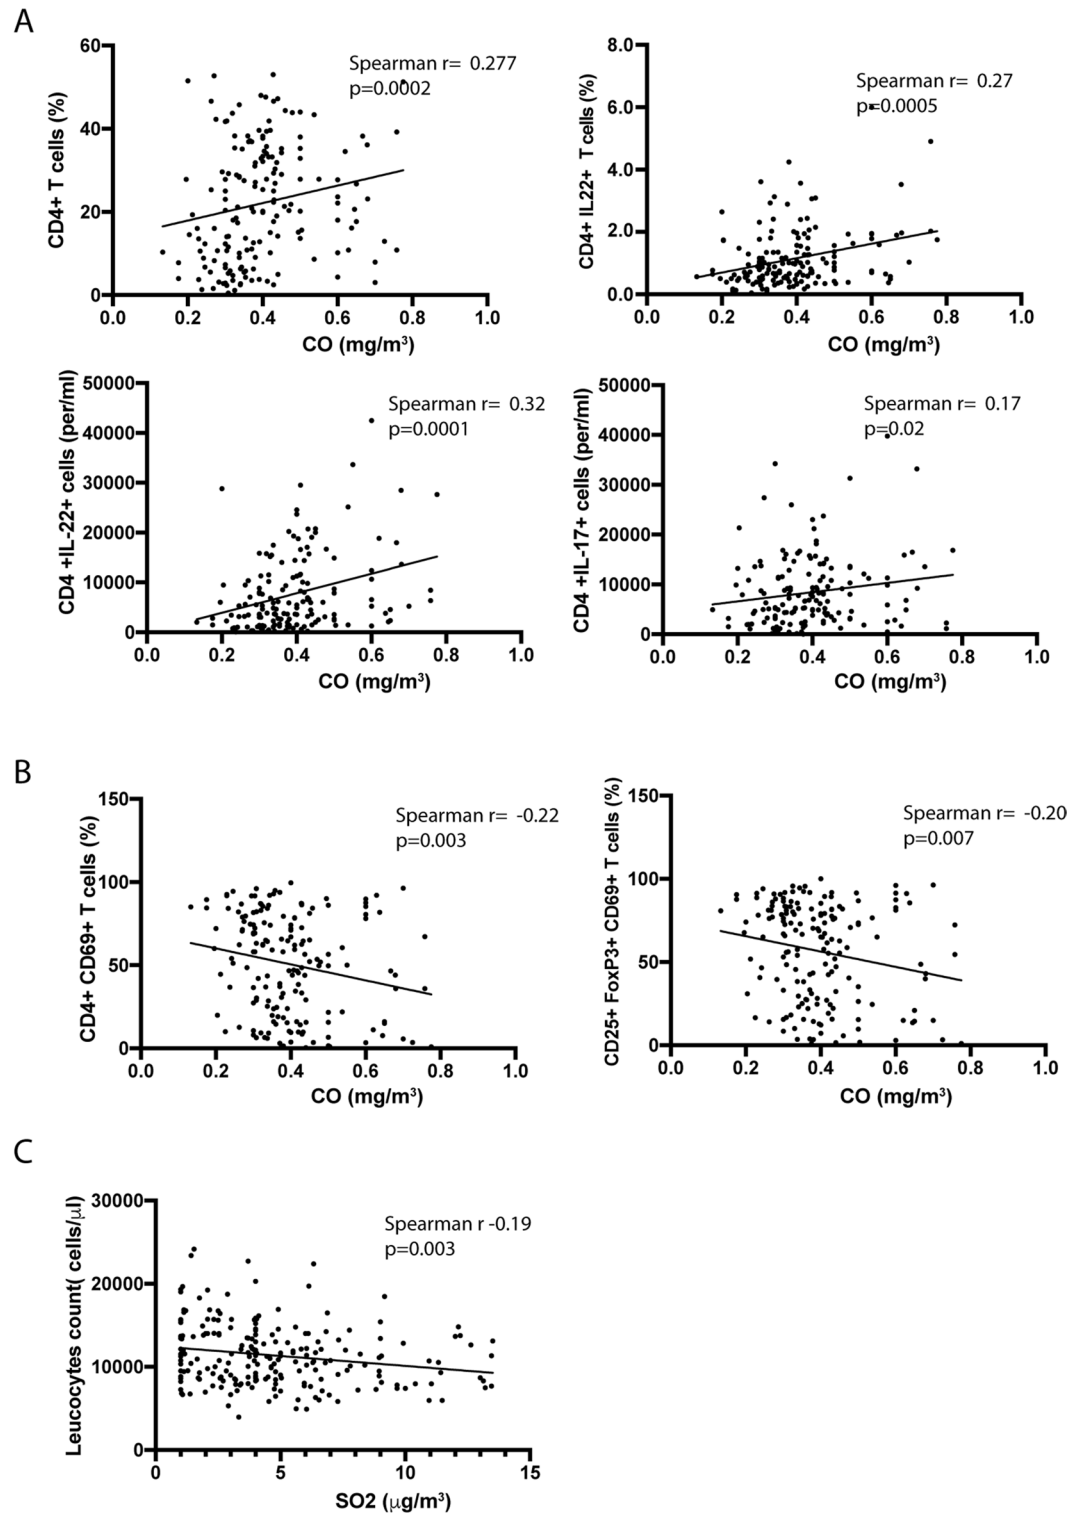 A
Spearman r= 0.277
p=0.0002
CD4+ T cells (%)
60
40
20
0
0.0 0.2 0.4 0.6 0.8 1.0
CO (mg/m³)
Spearman r= 0.27
p=0.0005
CD4+ IL22+ T cells (%)
8.0
6.0
4.0
2.0
0.0
0.0 0.2 0.4 0.6 0.8 1.0
CO (mg/m³)
Spearman r= 0.32
p=0.0001
CD4 +IL-22+ cells (per/ml)
50000
40000
30000
20000
10000
0
0.0 0.2 0.4 0.6 0.8 1.0
CO (mg/m³)
Spearman r= 0.17
p=0.02
CD4 +IL-17+ cells (per/ml)
50000
40000
30000
20000
10000
0
0.0 0.2 0.4 0.6 0.8 1.0
CO (mg/m³)
B
Spearman r= -0.22
p=0.003
CD4+ CD69+ T cells (%)
150
100
50
0
0.0 0.2 0.4 0.6 0.8 1.0
CO (mg/m³)
Spearman r= -0.20
p=0.007
CD25+ FoxP3+ CD69+ T cells (%)
150
100
50
0
0.0 0.2 0.4 0.6 0.8 1.0
CO (mg/m³)
C
Spearman r -0.19
p=0.003
Leucocytes count( cells/μl)
30000
20000
10000
0
0 5 10 15
SO2 (μg/m³)